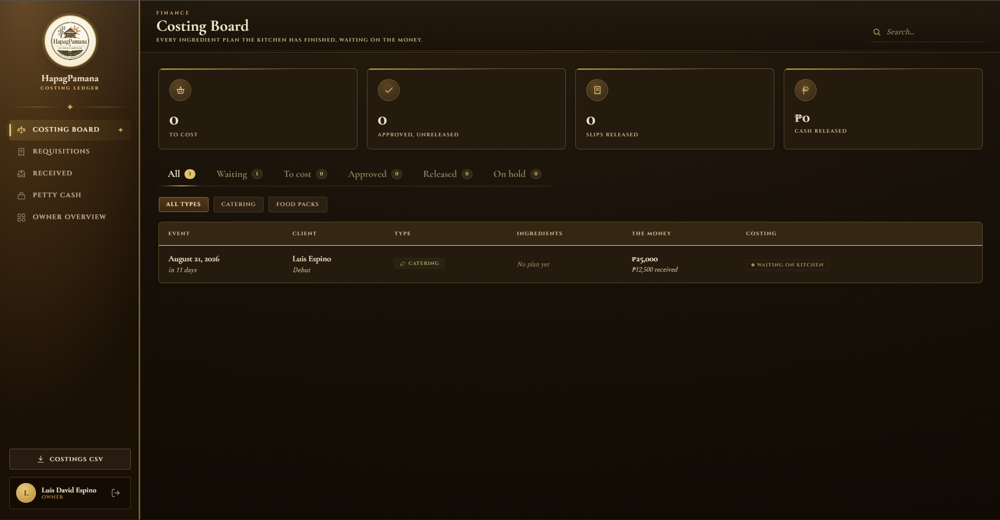 HapagPamana
CATERING SERVICES
HapagPamana
COSTING LEDGER
COSTING BOARD
REQUISITIONS
RECEIVED
PETTY CASH
OWNER OVERVIEW
COSTINGS CSV
L
Luis David Espino
OWNER
FINANCE
Costing Board
EVERY INGREDIENT PLAN THE KITCHEN HAS FINISHED, WAITING ON THE MONEY.
Search...
0
TO COST
0
APPROVED, UNRELEASED
0
SLIPS RELEASED
₱0
CASH RELEASED
All 1 Waiting 1 To cost 0 Approved 0 Released 0 On hold 0
ALL TYPES CATERING FOOD PACKS
EVENT CLIENT TYPE INGREDIENTS THE MONEY COSTING
August 21, 2026 Luis Espino CATERING No plan yet ₱25,000 WAITING ON KITCHEN
in 11 days Debut ₱12,500 received